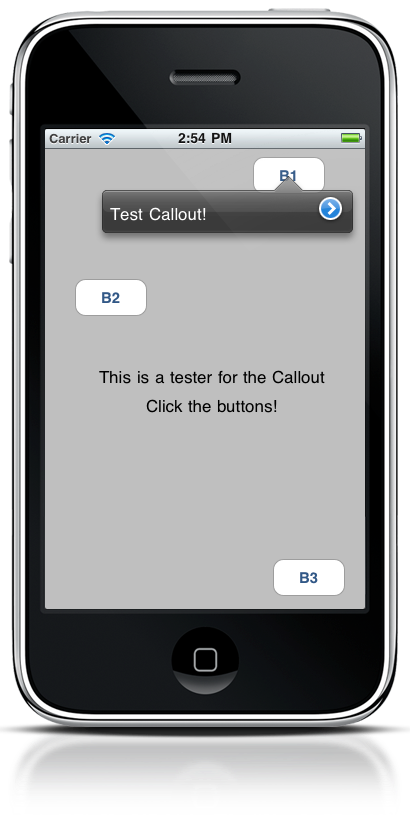 Carrier 2:54 PM
B1
Test Callout!
B2
This is a tester for the Callout
Click the buttons!
B3